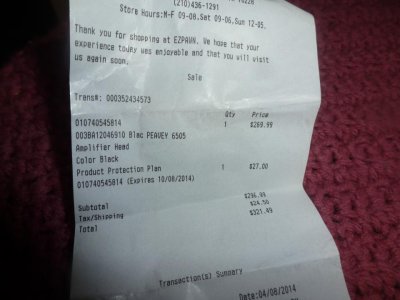 78228
(210)436-1291
Store Hours:M-F 09-08.Sat 09-06.Sun 12-05.
Thank you for shopping at EZPAWN. We hope that your
experience today was enjoyable and that you will visit
us again soon.
Sale
Trans#: 000352434573
Qty Price
010740545814 1 $269.99
003BA12046910 Blac PEAVEY 6505
Amplifier Head
Color Black
Product Protection Plan 1 $27.00
010740545814 (Expires 10/08/2014)
Subtotal $296.99
Tax/Shipping $24.50
Total $321.49
Transaction(s) Summary
Date:04/08/2014